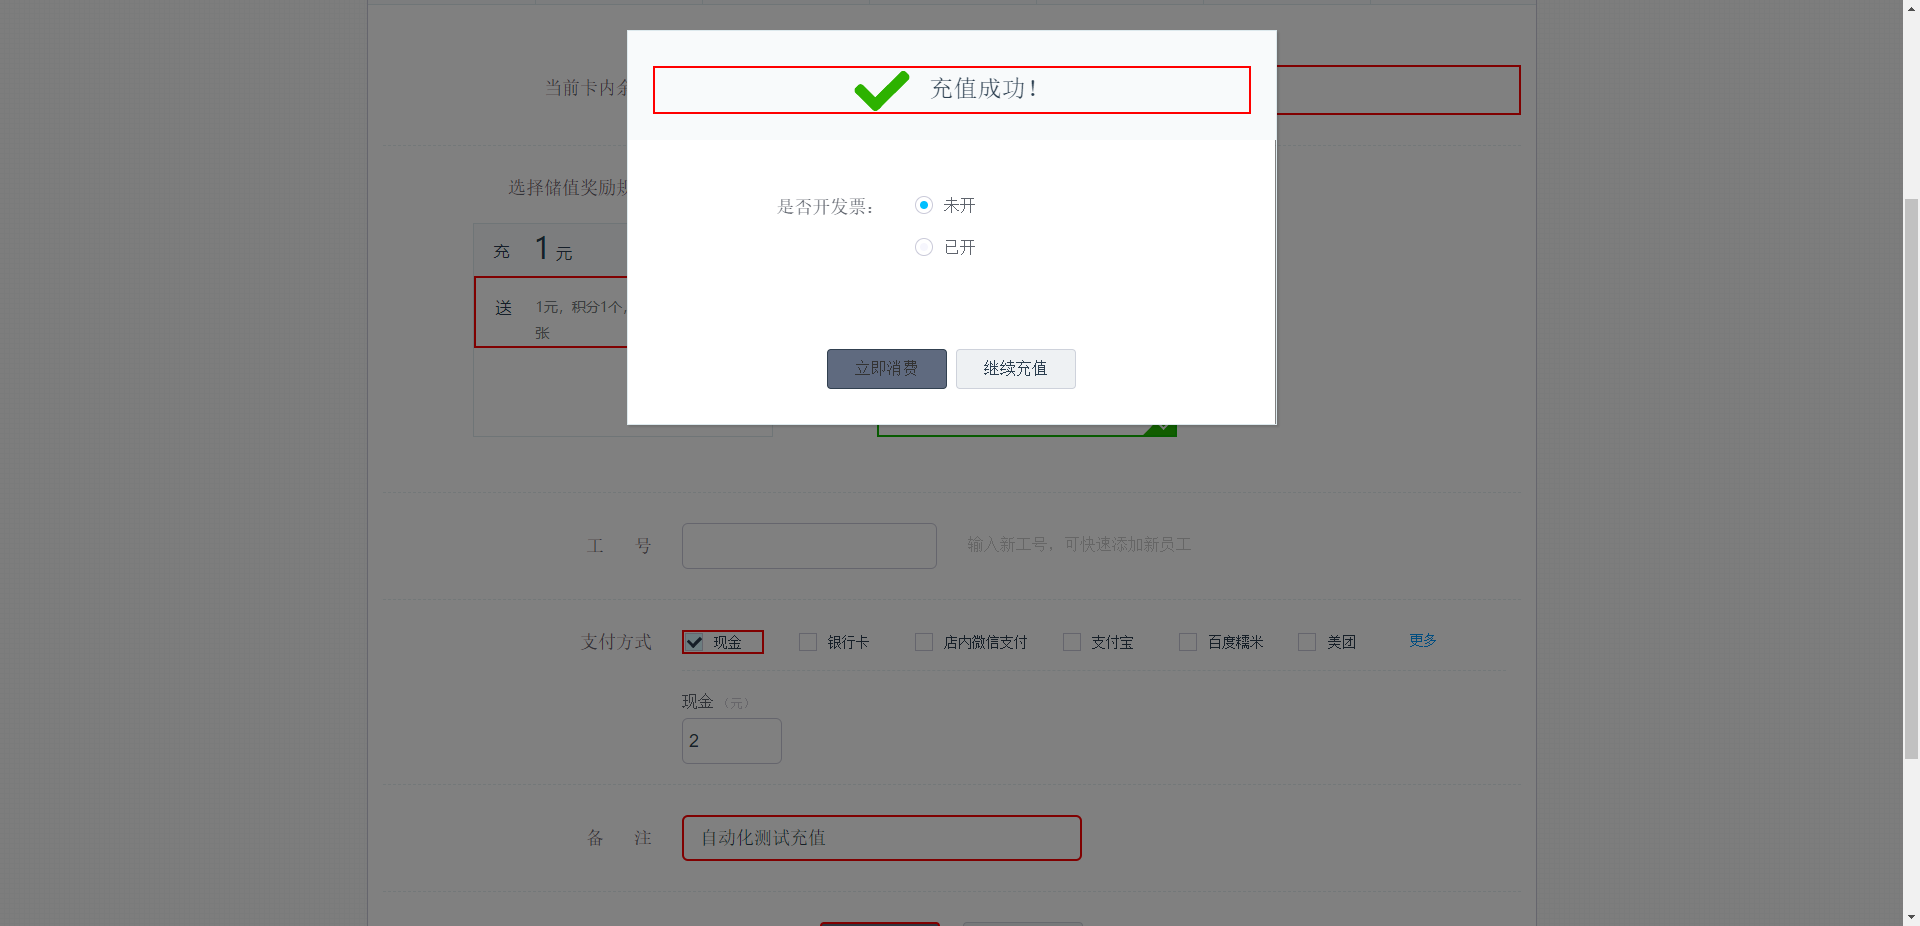 充值成功！
当前卡内余
是否开发票： 未开
已开
选择储值奖励规
充 1 元
送 1元，积分1个，
张
立即消费 继续充值
工 号 输入新工号，可快速添加新员工
支付方式 现金 银行卡 店内微信支付 支付宝 百度糯米 美团 更多
现金（元）
2
备 注 自动化测试充值